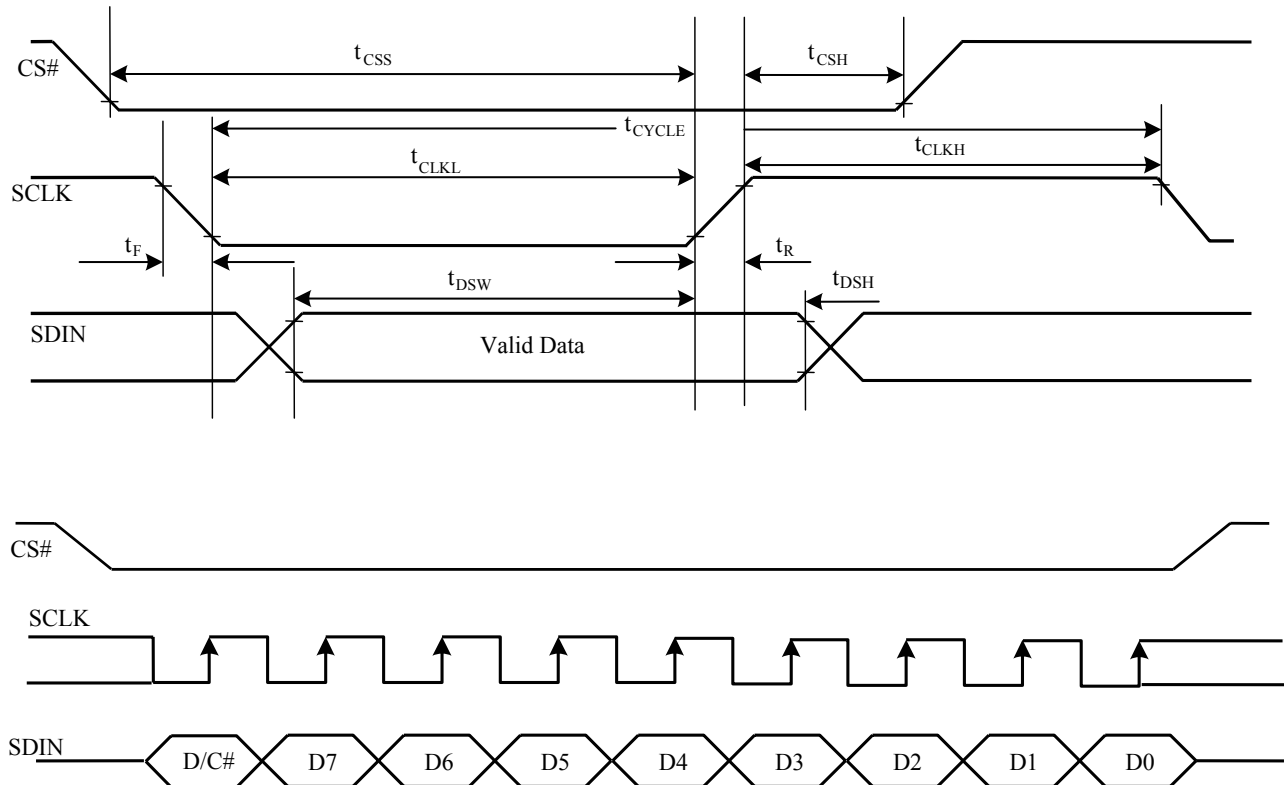 CS#
tCSS
tCSH
tCYCLE
tCLKL
tCLKH
SCLK
tF
tR
tDSW
tDSH
SDIN
Valid Data
CS#
SCLK
SDIN
D/C# D7 D6 D5 D4 D3 D2 D1 D0